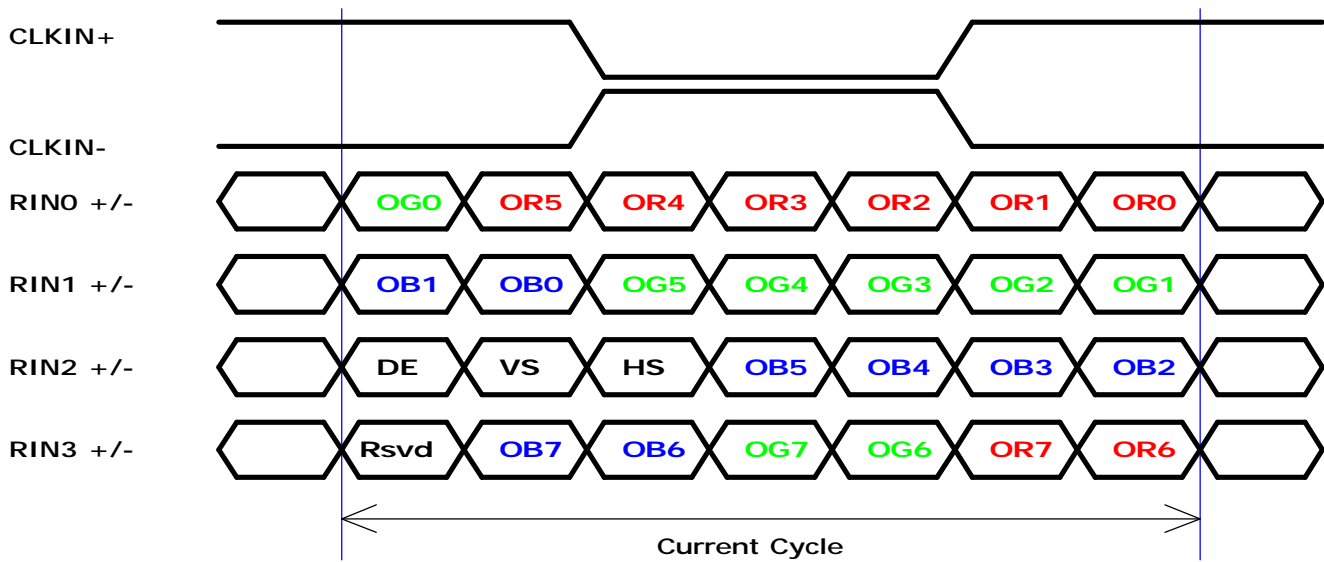 CLKIN+
CLKIN-
RIN0 +/- OG0 OR5 OR4 OR3 OR2 OR1 OR0
RIN1 +/- OB1 OB0 OG5 OG4 OG3 OG2 OG1
RIN2 +/- DE VS HS OB5 OB4 OB3 OB2
RIN3 +/- Rsvd OB7 OB6 OG7 OG6 OR7 OR6
Current Cycle